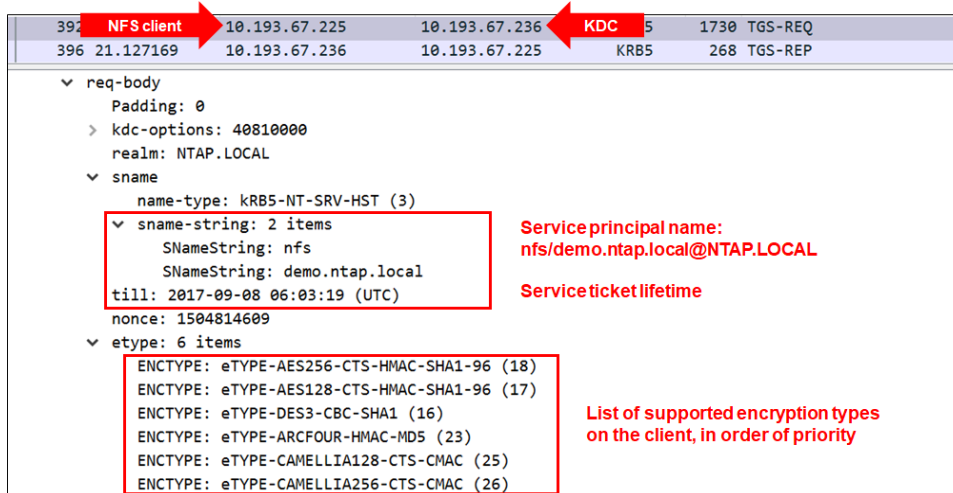 392 NFS client 10.193.67.225 10.193.67.236 KDC 5 1730 TGS-REQ
396 21.127169 10.193.67.236 10.193.67.225 KRB5 268 TGS-REP
req-body
Padding: 0
kdc-options: 40810000
realm: NTAP.LOCAL
sname
name-type: kRB5-NT-SRV-HST (3)
sname-string: 2 items
SNameString: nfs
SNameString: demo.ntap.local
Service principal name:
nfs/demo.ntap.local@NTAP.LOCAL
till: 2017-09-08 06:03:19 (UTC)
Service ticket lifetime
nonce: 1504814609
etype: 6 items
ENCTYPE: eTYPE-AES256-CTS-HMAC-SHA1-96 (18)
ENCTYPE: eTYPE-AES128-CTS-HMAC-SHA1-96 (17)
ENCTYPE: eTYPE-DES3-CBC-SHA1 (16)
ENCTYPE: eTYPE-ARCFOUR-HMAC-MD5 (23)
ENCTYPE: eTYPE-CAMELLIA128-CTS-CMAC (25)
ENCTYPE: eTYPE-CAMELLIA256-CTS-CMAC (26)
List of supported encryption types
on the client, in order of priority